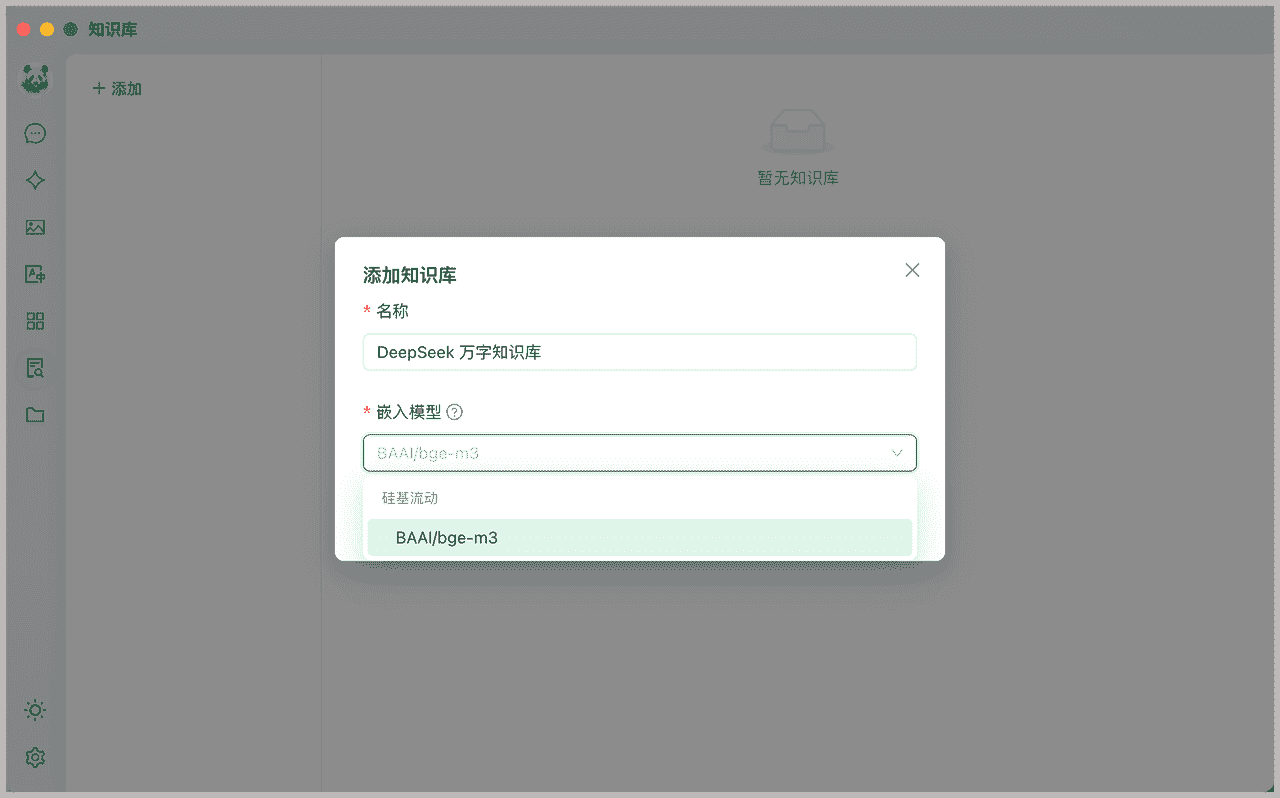 知识库
+ 添加
暂无知识库
添加知识库
* 名称
DeepSeek 万字知识库
* 嵌入模型 ?
BAAI/bge-m3
硅基流动
BAAI/bge-m3